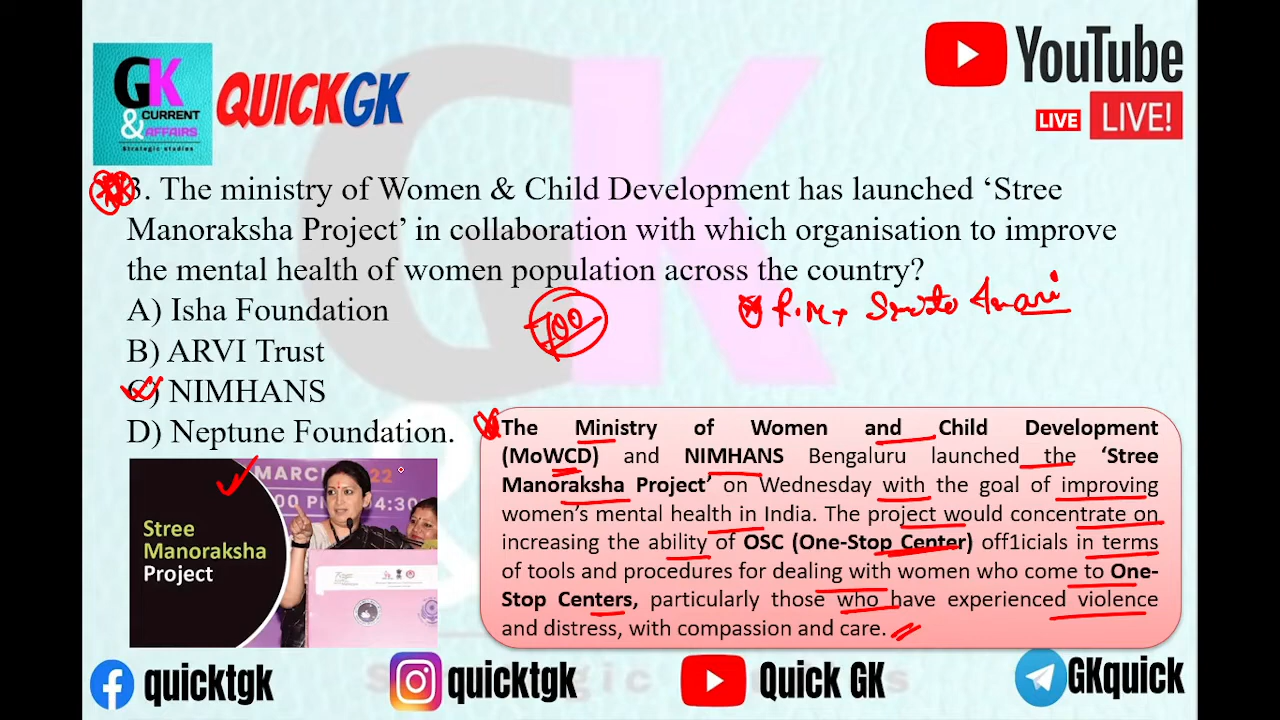 GK
CURRENT
& AFFAIRS
Strategic studies
QUICKGK
YouTube
LIVE LIVE!
3. The ministry of Women & Child Development has launched ‘Stree
Manoraksha Project’ in collaboration with which organisation to improve
the mental health of women population across the country?
A) Isha Foundation
B) ARVI Trust
C) NIMHANS
D) Neptune Foundation.
700
The Ministry of Women and Child Development
(MoWCD) and NIMHANS Bengaluru launched the ‘Stree
Manoraksha Project’ on Wednesday with the goal of improving
women’s mental health in India. The project would concentrate on
increasing the ability of OSC (One-Stop Center) off1icials in terms
of tools and procedures for dealing with women who come to One-
Stop Centers, particularly those who have experienced violence
and distress, with compassion and care.
MARCH 22
Stree
Manoraksha
Project
quicktgk quicktgk Quick GK GKquick